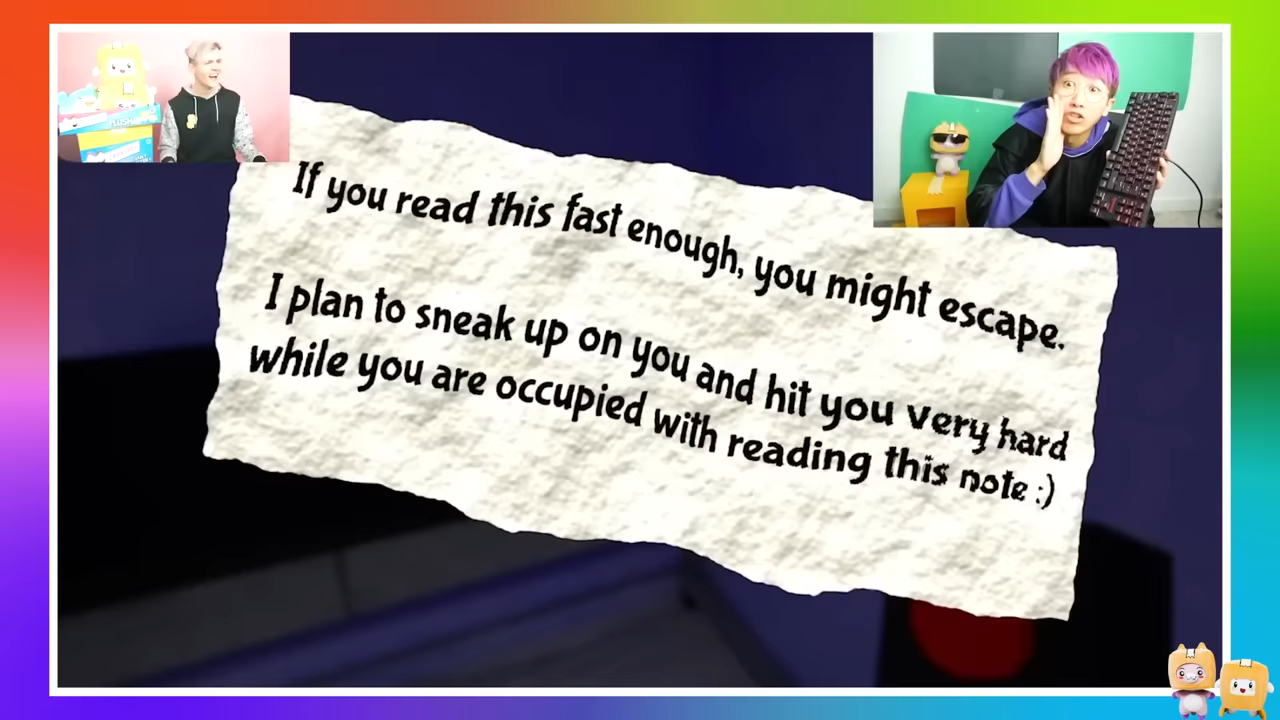 If you read this fast enough, you might escape.
I plan to sneak up on you and hit you very hard
while you are occupied with reading this note :)